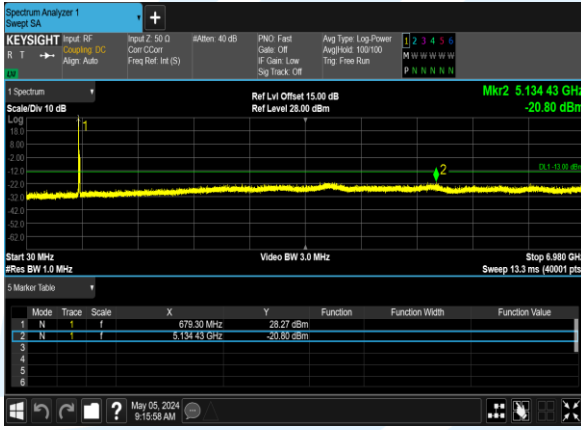 Spectrum Analyzer 1
Swept SA
+
KEYSIGHT Input: RF Input Z: 50 Ω #Atten: 40 dB PNO: Fast Avg Type: Log-Power 1 2 3 4 5 6
R T Coupling: DC Corr CCorr Gate: Off Avg|Hold: 100/100 M W W W W W
Align: Auto Freq Ref: Int (S) IF Gain: Low Trig: Free Run
LXI Sig Track: Off P N N N N N
1 Spectrum Ref Lvl Offset 15.00 dB Mkr2 5.134 43 GHz
Scale/Div 10 dB Ref Level 28.00 dBm -20.80 dBm
Log
18.0
8.00
-2.00
-12.0
-22.0
-32.0
-42.0
-52.0
-62.0
1
2
DL1 -13.00 dBm
Start 30 MHz Video BW 3.0 MHz Stop 6.980 GHz
#Res BW 1.0 MHz Sweep 13.3 ms (40001 pts)
5 Marker Table
Mode Trace Scale X Y Function Function Width Function Value
1 N 1 f 679.30 MHz 28.27 dBm
2 N 1 f 5.134 43 GHz -20.80 dBm
3
4
5
6
? May 05, 2024
9:15:58 AM